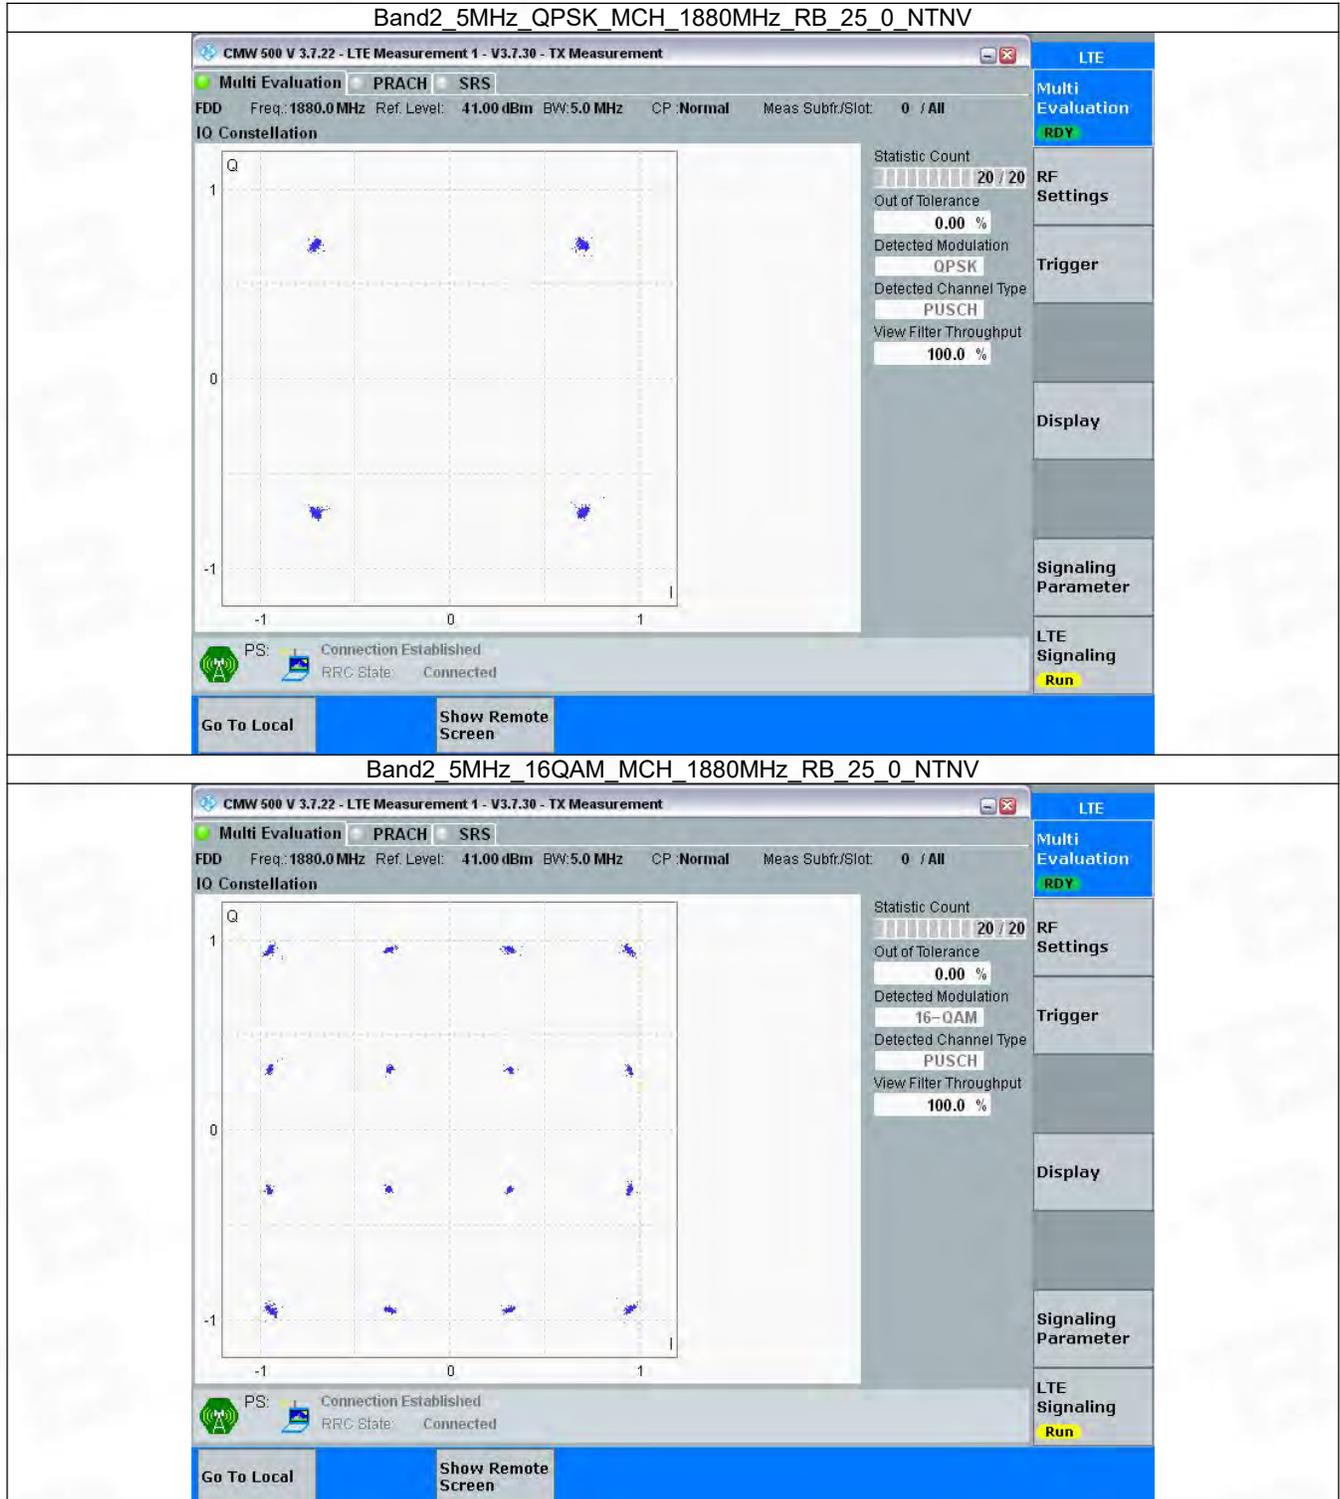 Band2_5MHz_QPSK_MCH_1880MHz_RB_25_0_NTNV
CMW 500 V 3.7.22 - LTE Measurement 1 - V3.7.30 - TX Measurement
LTE
Multi Evaluation PRACH SRS
Multi
Evaluation
RDY
FDD Freq.:1880.0 MHz Ref. Level: 41.00 dBm BW:5.0 MHz CP :Normal Meas Subfr./Slot: 0 / All
IQ Constellation
Q
1
0
-1
-1 0 1
I
Statistic Count
20 / 20
Out of Tolerance
0.00 %
Detected Modulation
QPSK
Detected Channel Type
PUSCH
View Filter Throughput
100.0 %
RF
Settings
Trigger
Display
Signaling
Parameter
LTE
Signaling
Run
PS: Connection Established
RRC State: Connected
Go To Local
Show Remote
Screen
Band2_5MHz_16QAM_MCH_1880MHz_RB_25_0_NTNV
CMW 500 V 3.7.22 - LTE Measurement 1 - V3.7.30 - TX Measurement
LTE
Multi Evaluation PRACH SRS
Multi
Evaluation
RDY
FDD Freq.:1880.0 MHz Ref. Level: 41.00 dBm BW:5.0 MHz CP :Normal Meas Subfr./Slot: 0 / All
IQ Constellation
Q
1
0
-1
-1 0 1
I
Statistic Count
20 / 20
Out of Tolerance
0.00 %
Detected Modulation
16-QAM
Detected Channel Type
PUSCH
View Filter Throughput
100.0 %
RF
Settings
Trigger
Display
Signaling
Parameter
LTE
Signaling
Run
PS: Connection Established
RRC State: Connected
Go To Local
Show Remote
Screen